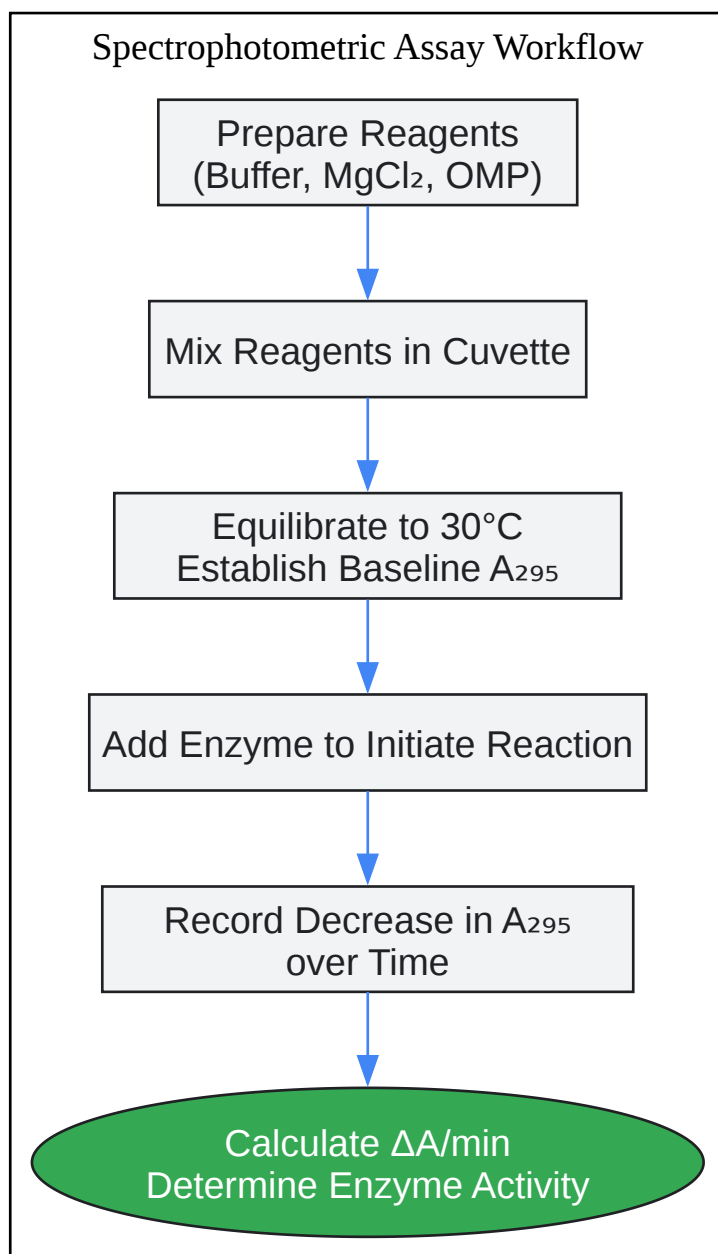 Spectrophotometric Assay Workflow
Prepare Reagents
(Buffer, MgCl₂, OMP)
Mix Reagents in Cuvette
Equilibrate to 30°C
Establish Baseline A₂₉₅
Add Enzyme to Initiate Reaction
Record Decrease in A₂₉₅
over Time
Calculate ΔA/min
Determine Enzyme Activity